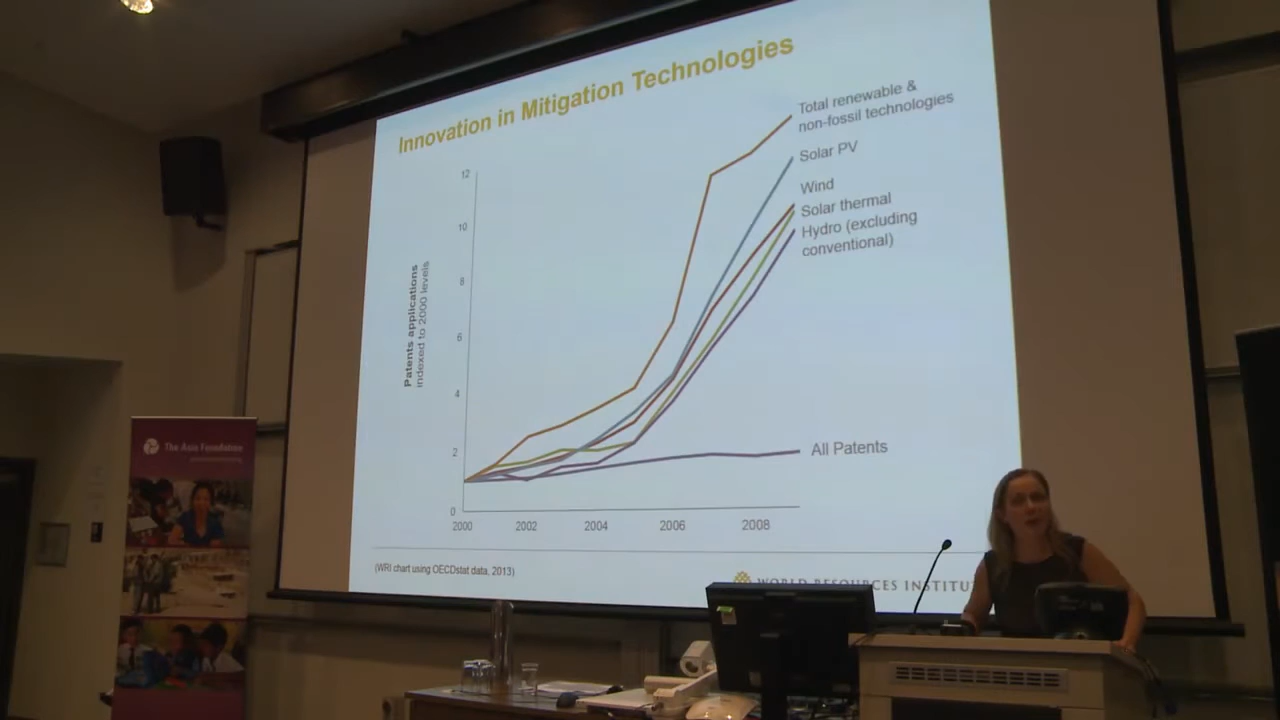 Innovation in Mitigation Technologies
Total renewable &
non-fossil technologies
Solar PV
Wind
Solar thermal
Hydro (excluding
conventional)
All Patents
Patents applications
indexed to 2000 levels
12
10
8
6
4
2
0
2000 2002 2004 2006 2008
(WRI chart using OECDstat data, 2013)
WORLD RESOURCES INSTITU
The Asia Foundation